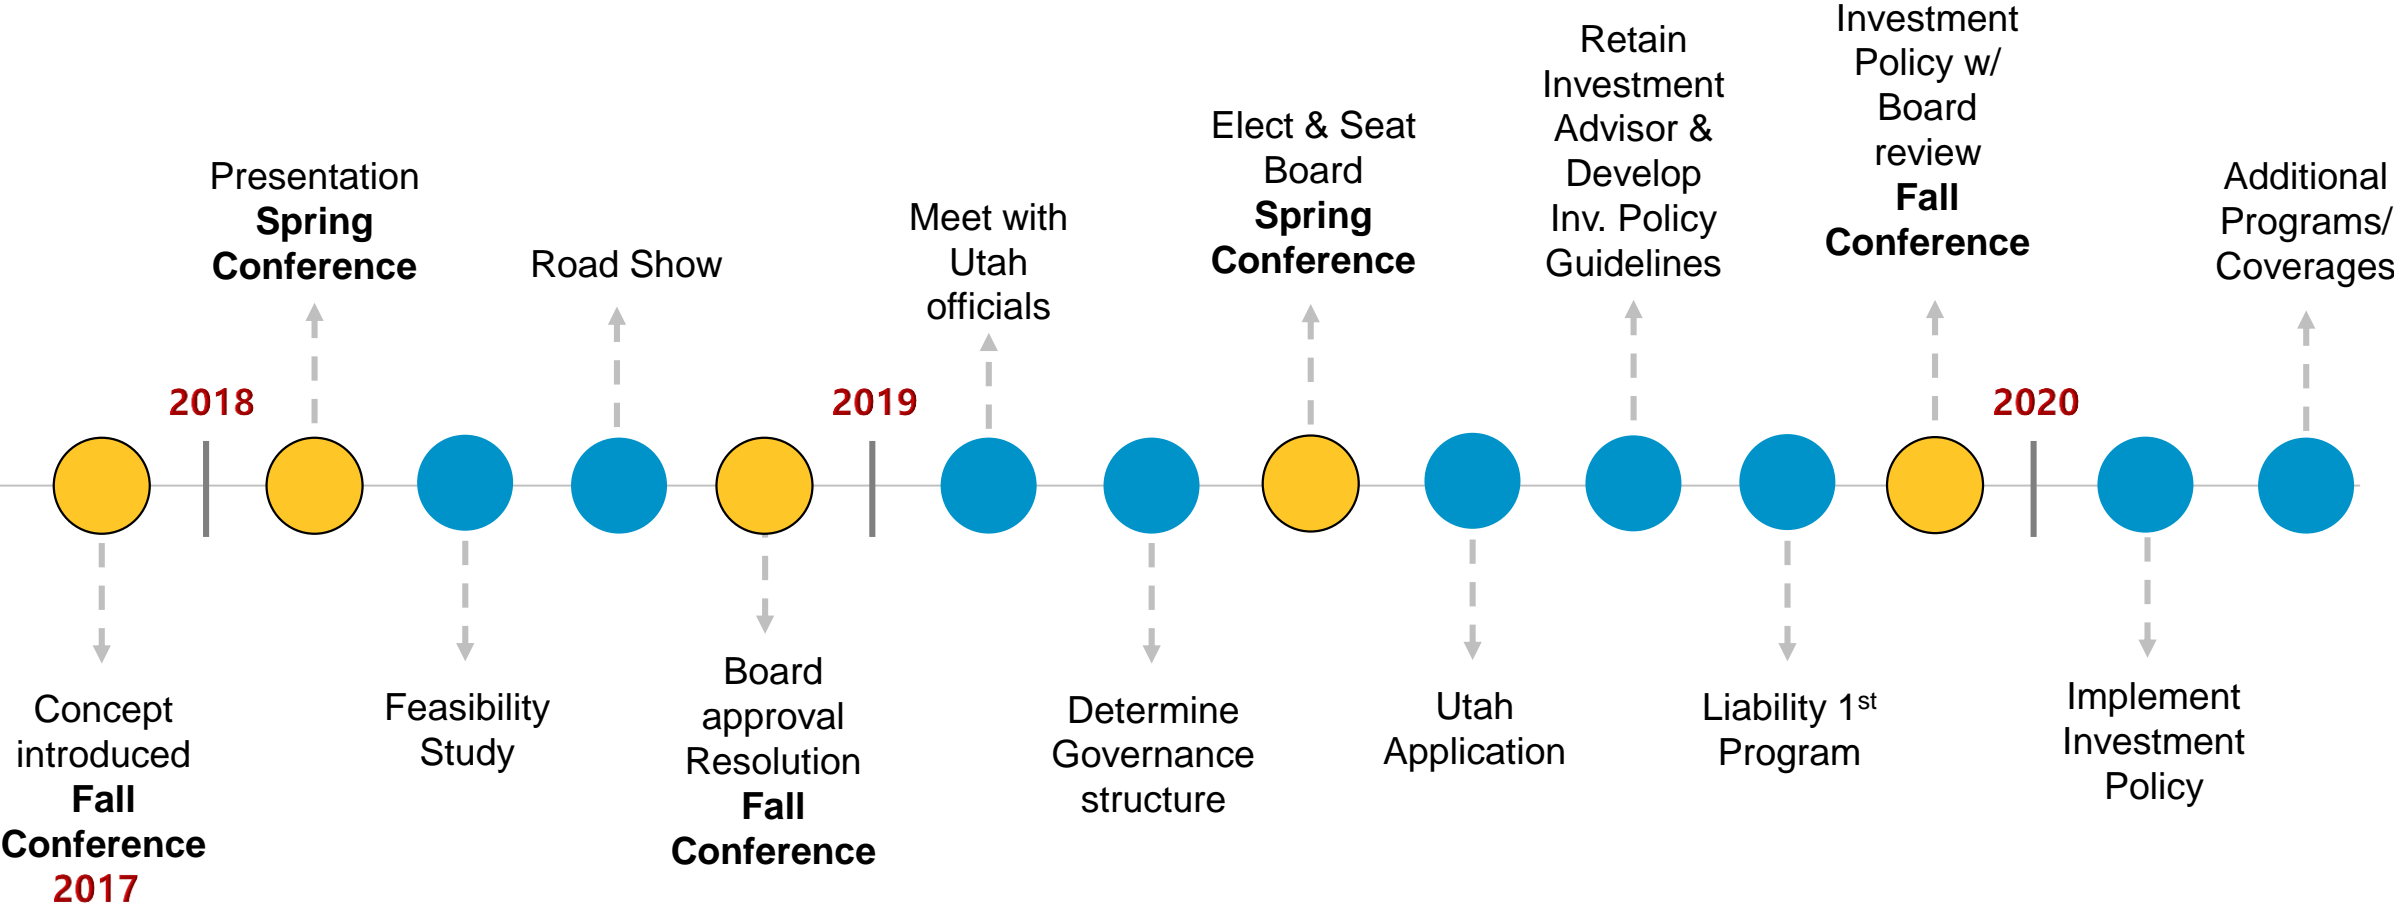 Concept
introduced
Fall
Conference
2017
2018
Presentation
Spring
Conference
Feasibility
Study
Road Show
Board
approval
Resolution
Fall
Conference
2019
Meet with
Utah
officials
Determine
Governance
structure
Elect & Seat
Board
Spring
Conference
Utah
Application
Retain
Investment
Advisor &
Develop
Inv. Policy
Guidelines
Liability 1st
Program
Investment
Policy w/
Board
review
Fall
Conference
2020
Implement
Investment
Policy
Additional
Programs/
Coverages